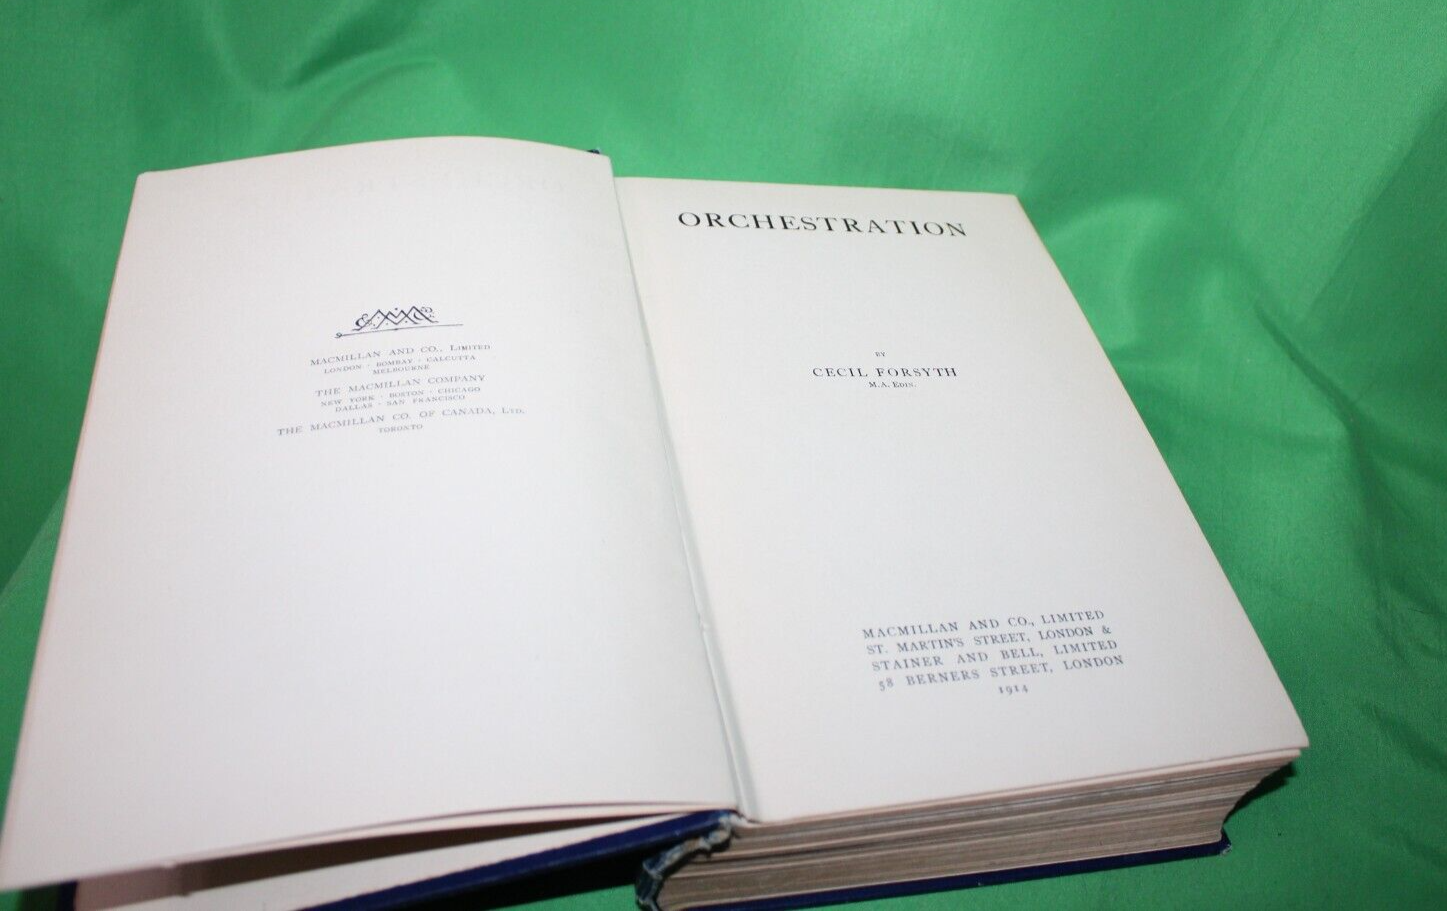 MACMILLAN AND CO., LIMITED
LONDON · BOMBAY · CALCUTTA
MELBOURNE
THE MACMILLAN COMPANY
NEW YORK · BOSTON · CHICAGO
DALLAS · SAN FRANCISCO
THE MACMILLAN CO. OF CANADA, LTD.
TORONTO
ORCHESTRATION
BY
CECIL FORSYTH
M.A. EDIN.
MACMILLAN AND CO., LIMITED
ST. MARTIN'S STREET, LONDON &
STAINER AND BELL, LIMITED
58 BERNERS STREET, LONDON
1914